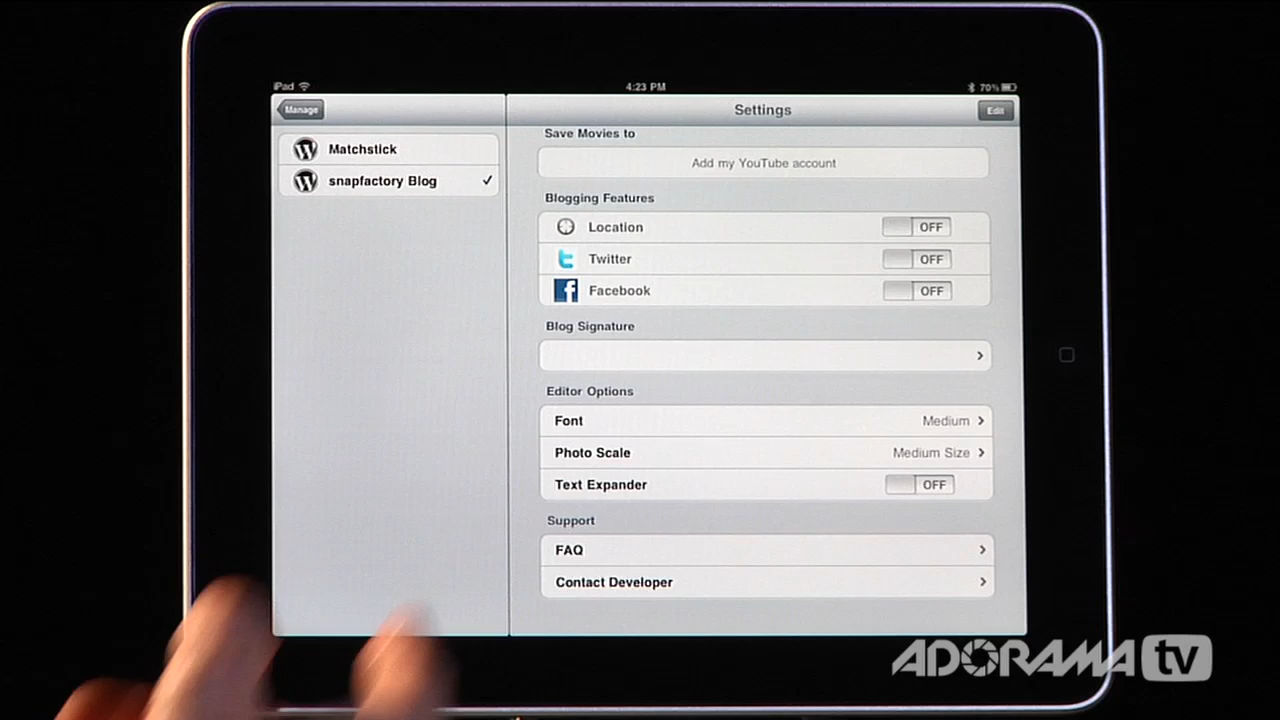 iPad 4:23 PM 70%
Manage Settings Edit
Matchstick
snapfactory Blog
Save Movies to
Add my YouTube account
Blogging Features
Location OFF
Twitter OFF
Facebook OFF
Blog Signature
Editor Options
Font Medium
Photo Scale Medium Size
Text Expander OFF
Support
FAQ
Contact Developer
ADORAMA tv